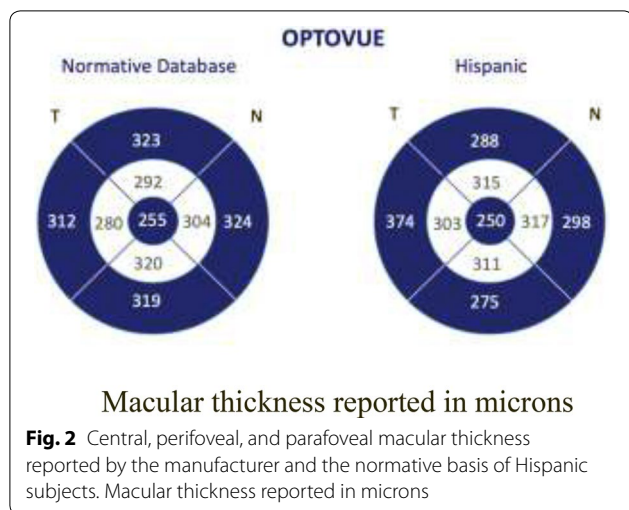 OPTOVUE
Normative Database Hispanic
T N T N
323 288
292 315
312 280 255 304 324 374 303 250 317 298
320 311
319 275
Macular thickness reported in microns
Fig. 2 Central, perifoveal, and parafoveal macular thickness
reported by the manufacturer and the normative basis of Hispanic
subjects. Macular thickness reported in microns